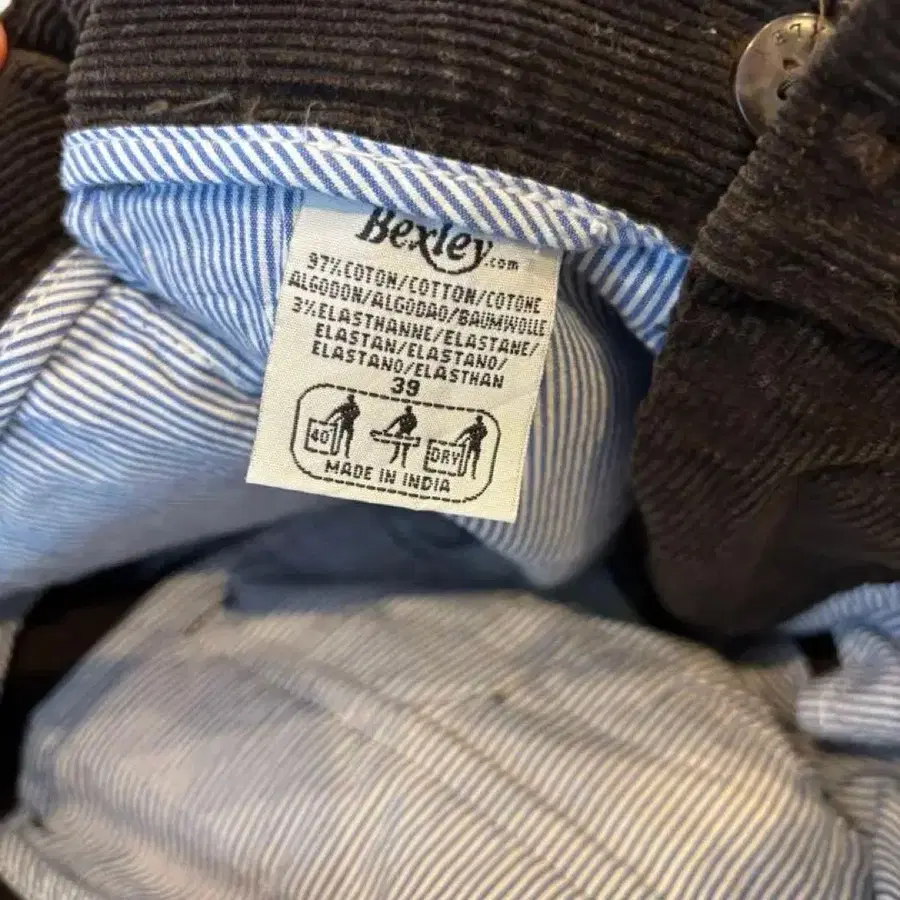 Bexley.com
97%COTON/COTTON/COTONE
ALGODON/ALGODAO/BAUMWOLLE
3%ELASTHANNE/ELASTANE/
ELASTAN/ELASTANO/
ELASTANO/ELASTHAN
39
40 DRY
MADE IN INDIA